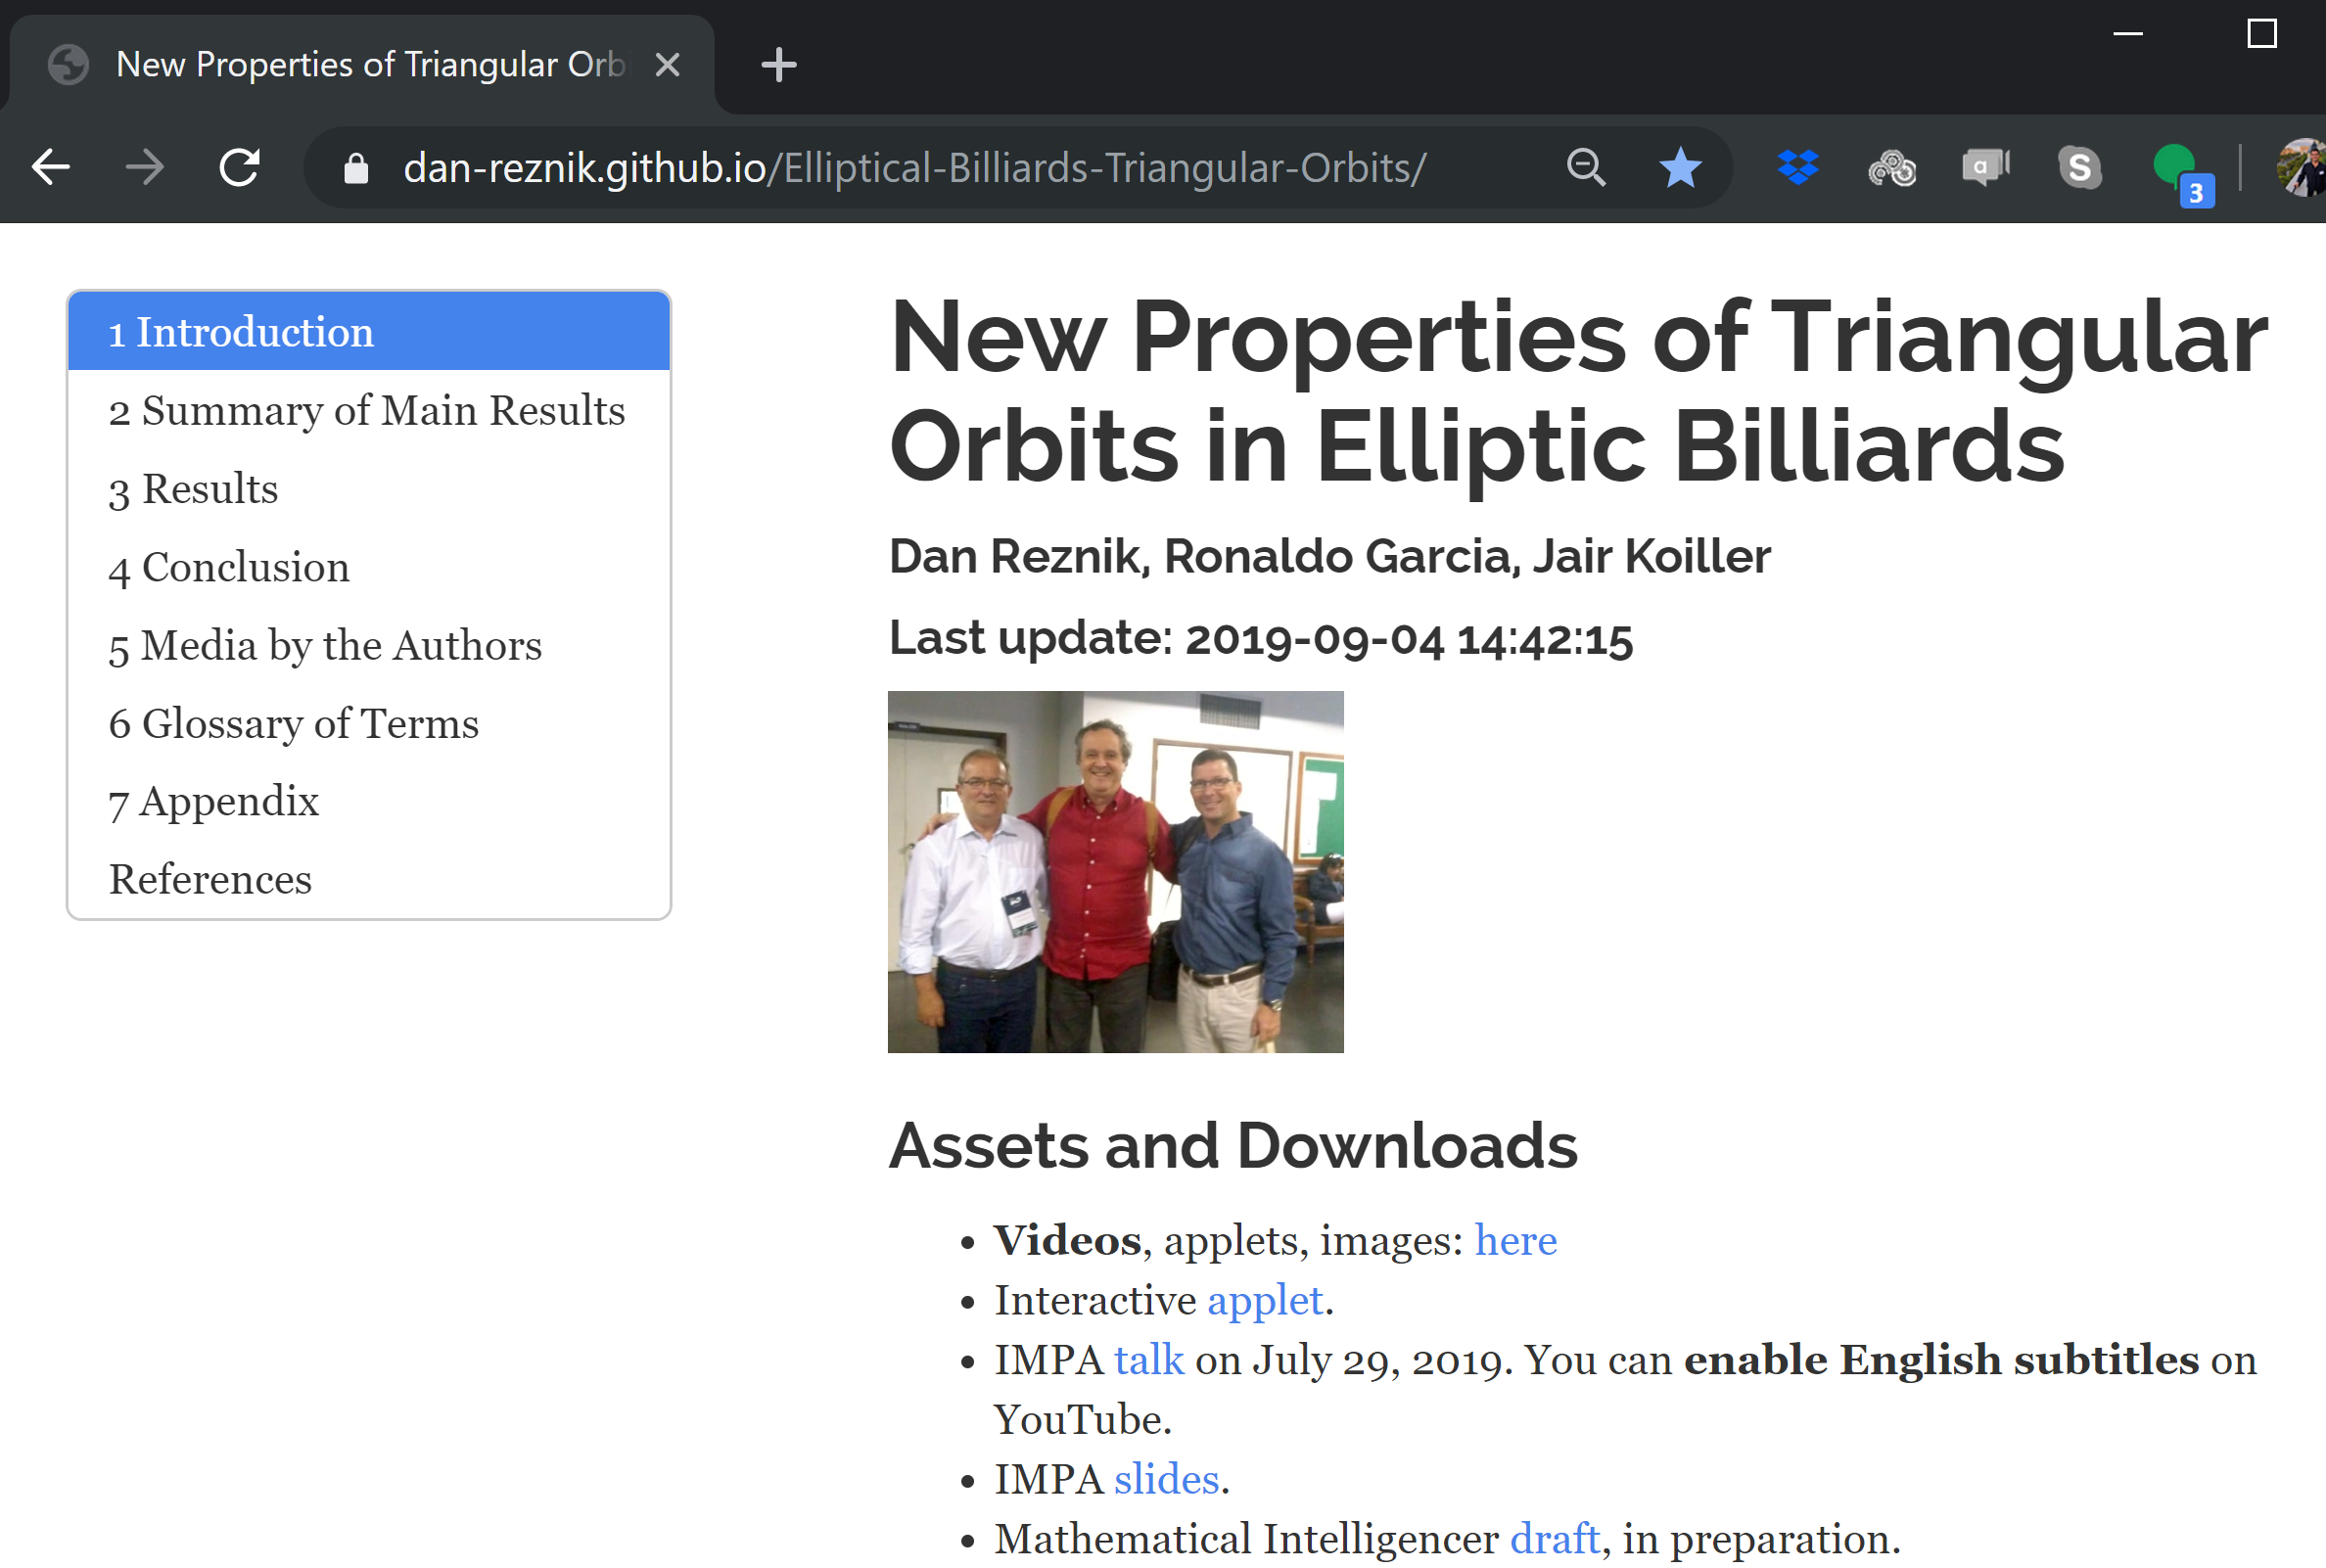 New Properties of Triangular Orb
dan-reznik.github.io/Elliptical-Billiards-Triangular-Orbits/
a
S
3
1 Introduction
2 Summary of Main Results
3 Results
4 Conclusion
5 Media by the Authors
6 Glossary of Terms
7 Appendix
References
New Properties of Triangular
Orbits in Elliptic Billiards
Dan Reznik, Ronaldo Garcia, Jair Koiller
Last update: 2019-09-04 14:42:15
Assets and Downloads
• Videos, applets, images: here
• Interactive applet.
• IMPA talk on July 29, 2019. You can enable English subtitles on
YouTube.
• IMPA slides.
• Mathematical Intelligencer draft, in preparation.